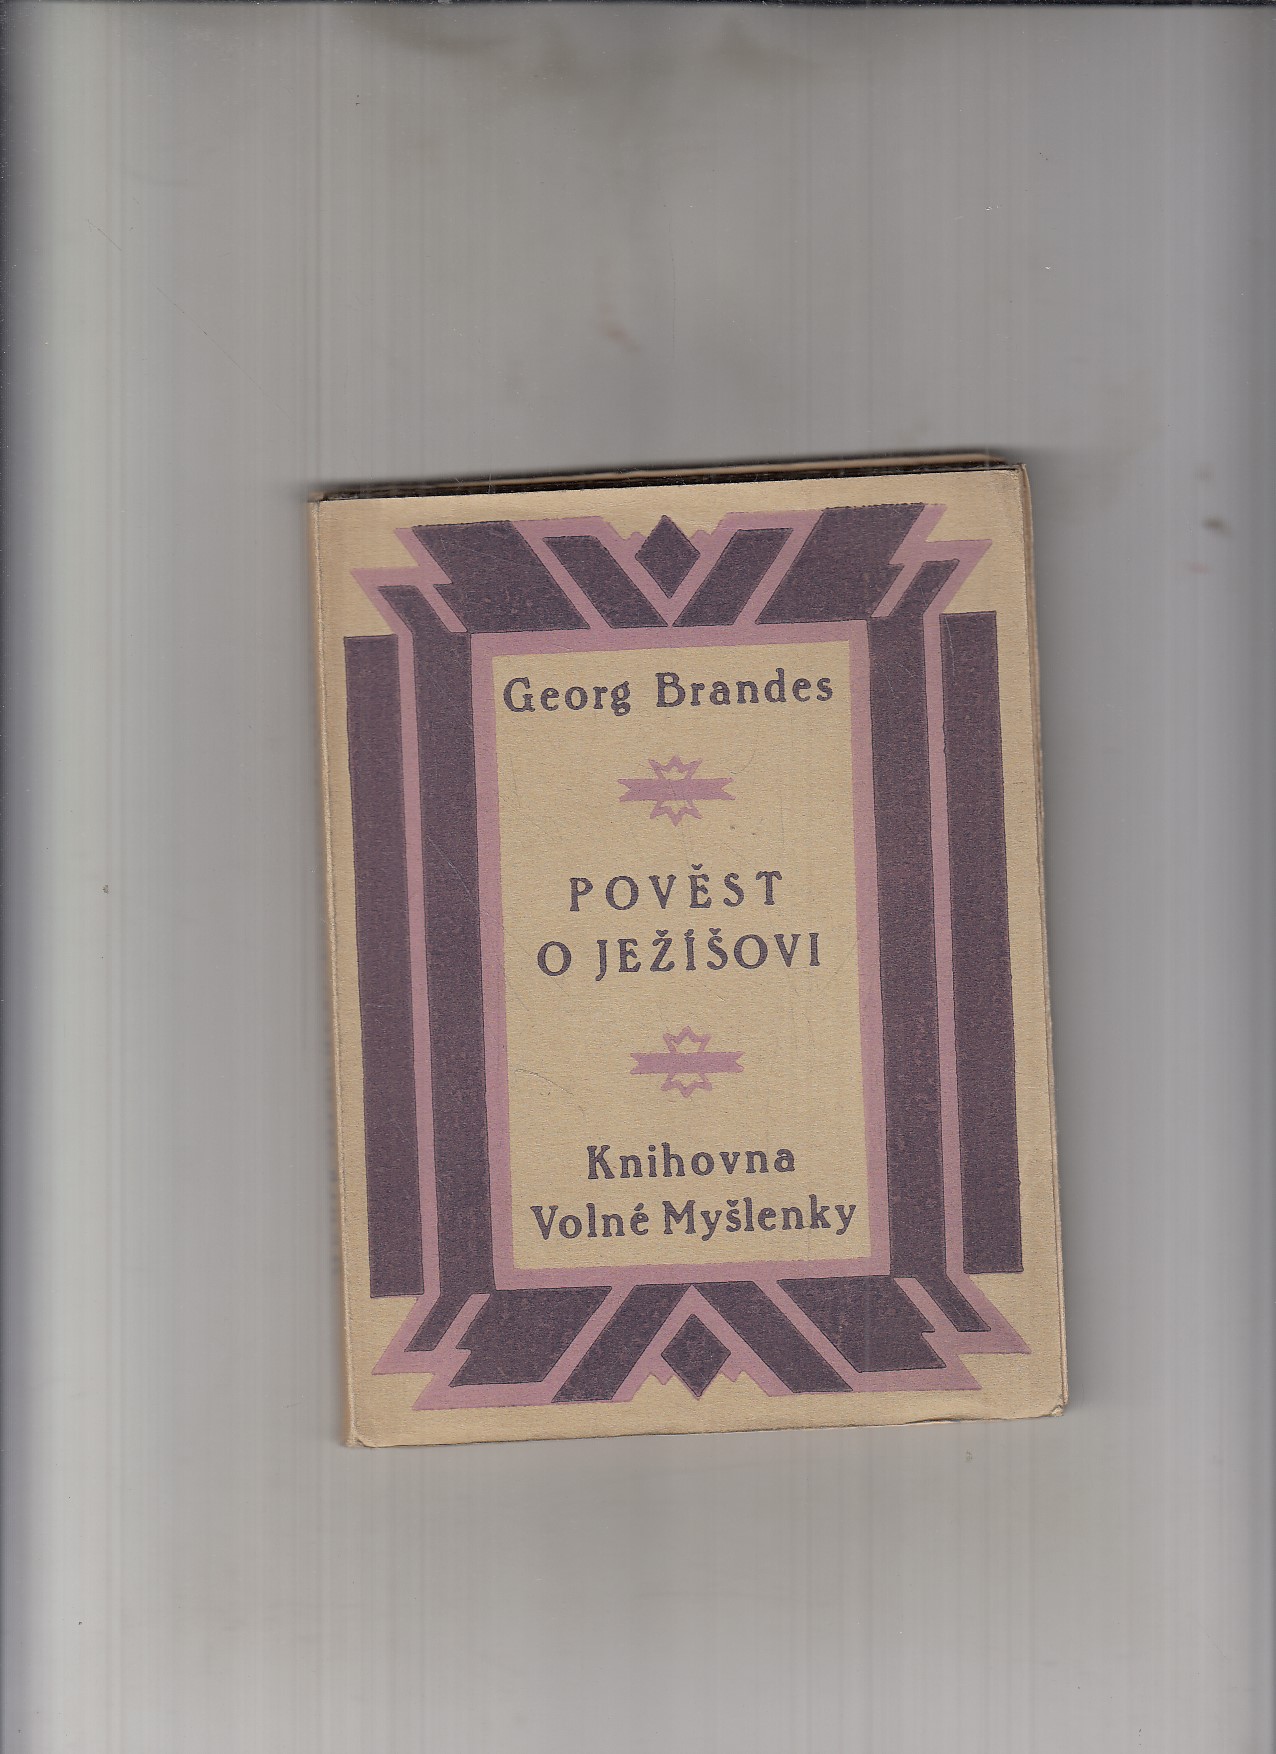 Georg Brandes
POVĚST
O JEŽÍŠOVI
Knihovna
Volné Myšlenky